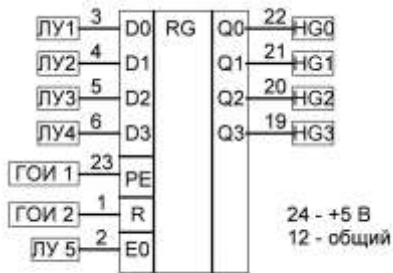 ЛУ1 3 D0 RG Q0 22 HG0
ЛУ2 4 D1 Q1 21 HG1
ЛУ3 5 D2 Q2 20 HG2
ЛУ4 6 D3 Q3 19 HG3
ГОИ 1 23 PE
ГОИ 2 1 R 24 - +5 В
ЛУ 5 2 E0 12 - общий